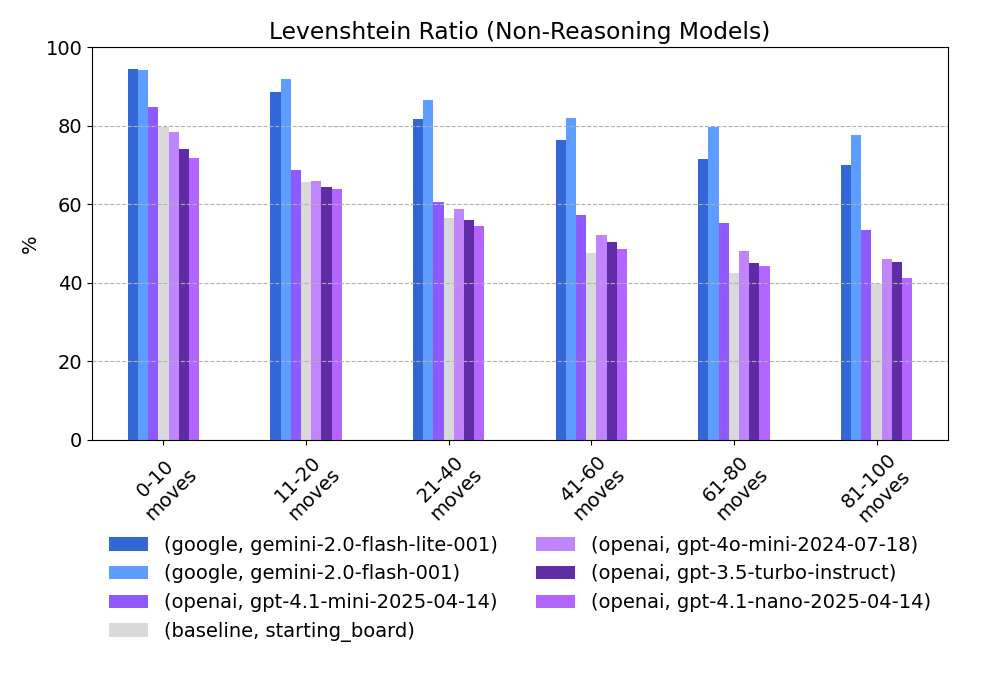 Levenshtein Ratio (Non-Reasoning Models)
100
80
60
40
20
0
%
0-10
moves
11-20
moves
21-40
moves
41-60
moves
61-80
moves
81-100
moves
(google, gemini-2.0-flash-lite-001)
(google, gemini-2.0-flash-001)
(openai, gpt-4.1-mini-2025-04-14)
(baseline, starting_board)
(openai, gpt-4o-mini-2024-07-18)
(openai, gpt-3.5-turbo-instruct)
(openai, gpt-4.1-nano-2025-04-14)